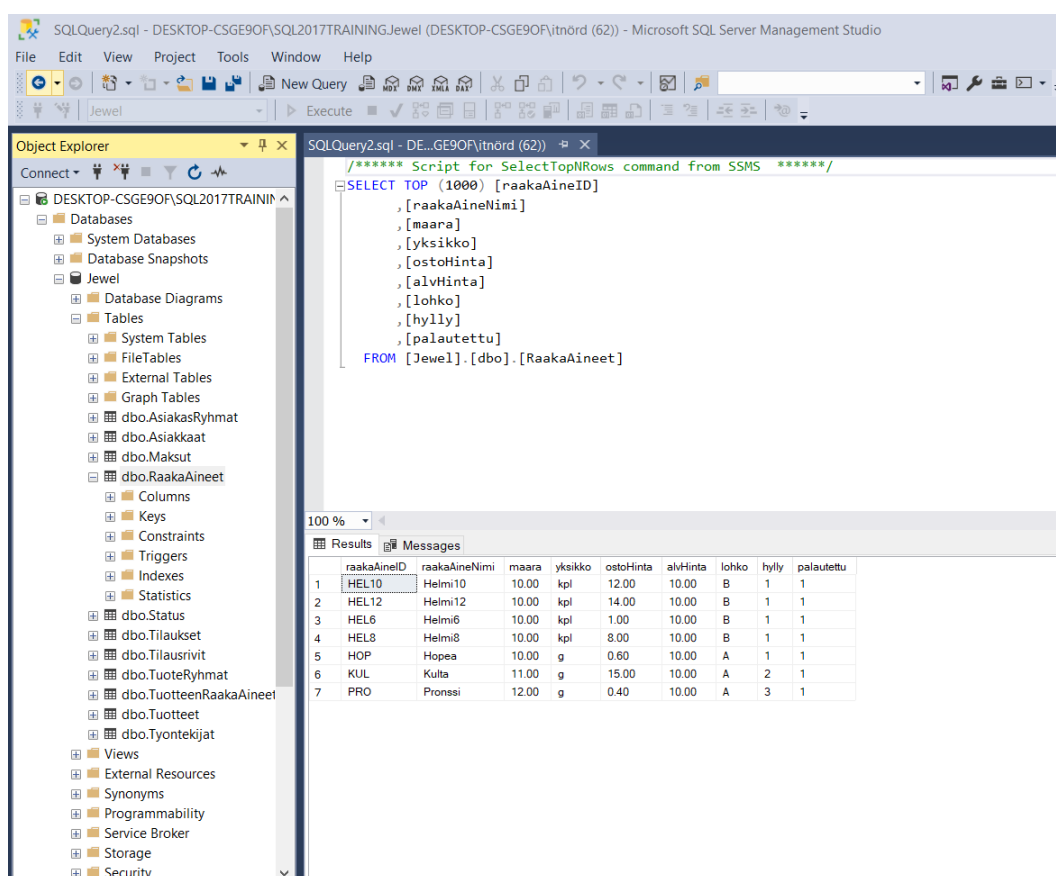 SQLQuery2.sql - DESKTOP-CSGE9OF\SQL2017TRAINING.Jewel (DESKTOP-CSGE9OF\itnörd (62)) - Microsoft SQL Server Management Studio
File Edit View Project Tools Window Help
New Query MDX DMX XMLA DAX
Jewel Execute
Object Explorer
Connect
DESKTOP-CSGE9OF\SQL2017TRAININ
Databases
System Databases
Database Snapshots
Jewel
Database Diagrams
Tables
System Tables
FileTables
External Tables
Graph Tables
dbo.AsiakasRyhmat
dbo.Asiakkaat
dbo.Maksut
dbo.RaakaAineet
Columns
Keys
Constraints
Triggers
Indexes
Statistics
dbo.Status
dbo.Tilaukset
dbo.Tilausrivit
dbo.TuoteRyhmat
dbo.TuotteenRaakaAineet
dbo.Tuotteet
dbo.Tyontekijat
Views
External Resources
Synonyms
Programmability
Service Broker
Storage
Security
SQLQuery2.sql - DE...GE9OF\itnörd (62))
/****** Script for SelectTopNRows command from SSMS ******/
SELECT TOP (1000) [raakaAineID]
,[raakaAineNimi]
,[maara]
,[yksikko]
,[ostoHinta]
,[alvHinta]
,[lohko]
,[hylly]
,[palautettu]
FROM [Jewel].[dbo].[RaakaAineet]
100 %
Results Messages
raakaAineID raakaAineNimi maara yksikko ostoHinta alvHinta lohko hylly palautettu
1 HEL10 Helmi10 10.00 kpl 12.00 10.00 B 1 1
2 HEL12 Helmi12 10.00 kpl 14.00 10.00 B 1 1
3 HEL6 Helmi6 10.00 kpl 1.00 10.00 B 1 1
4 HEL8 Helmi8 10.00 kpl 8.00 10.00 B 1 1
5 HOP Hopea 10.00 g 0.60 10.00 A 1 1
6 KUL Kulta 11.00 g 15.00 10.00 A 2 1
7 PRO Pronssi 12.00 g 0.40 10.00 A 3 1